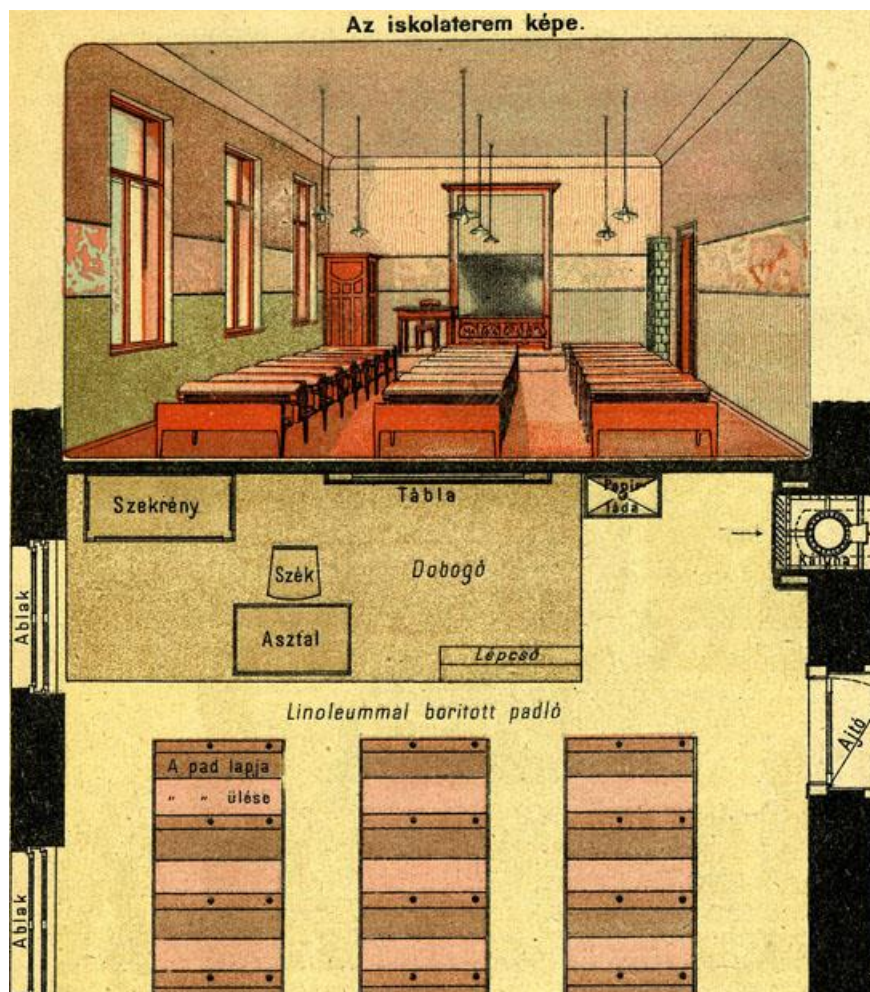 Az iskolaterem képe.
Szekrény
Tábla
Papir
láda
Szék
Dobogó
Kályha
Ablak
Asztal
Lépcső
Linoleummal boritott padló
Ajtó
A pad lapja
„ „ ülése
Ablak